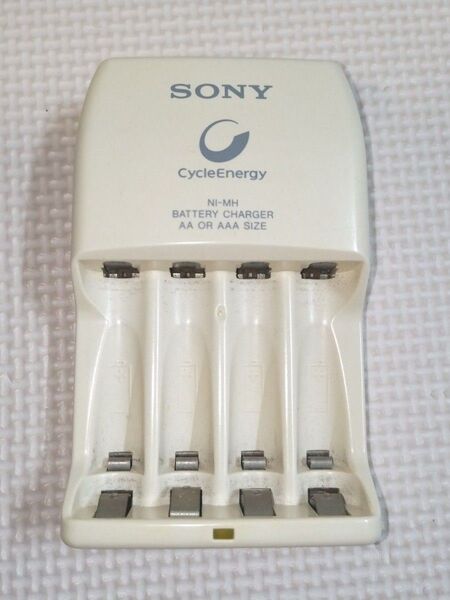 SONY
CycleEnergy
NI-MH
BATTERY CHARGER
AA OR AAA SIZE